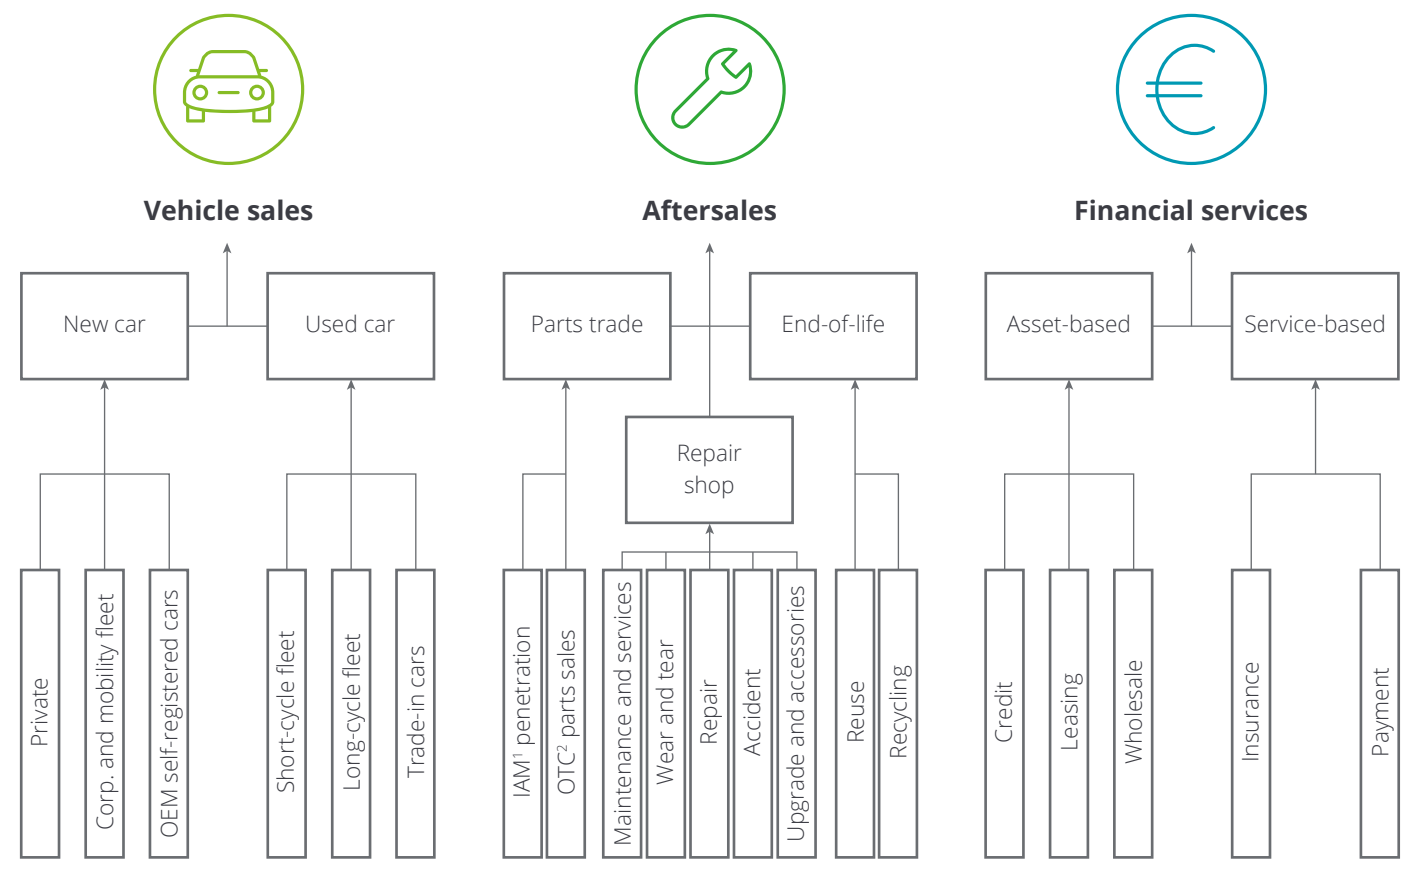 Vehicle sales
Aftersales
Financial services
New car
Used car
Parts trade
End-of-life
Asset-based
Service-based
Repair
shop
Private
Corp. and mobility fleet
OEM self-registered cars
Short-cycle fleet
Long-cycle fleet
Trade-in cars
IAM¹ penetration
OTC² parts sales
Maintenance and services
Wear and tear
Repair
Accident
Upgrade and accessories
Reuse
Recycling
Credit
Leasing
Wholesale
Insurance
Payment